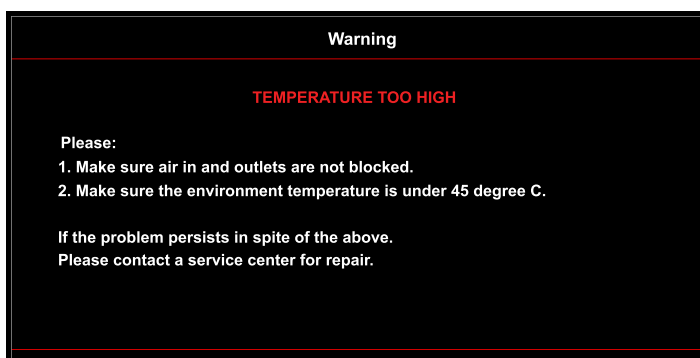 Warning
TEMPERATURE TOO HIGH
Please:
1. Make sure air in and outlets are not blocked.
2. Make sure the environment temperature is under 45 degree C.
If the problem persists in spite of the above.
Please contact a service center for repair.